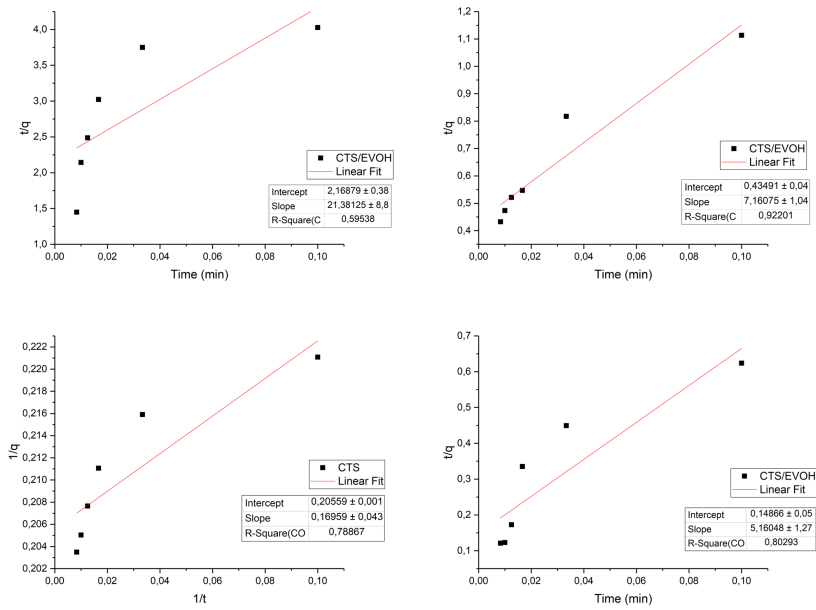 4,0
3,5
3,0
2,5
2,0
1,5
1,0
t/q
0,00
0,02
0,04
0,06
0,08
0,10
Time (min)
CTS/EVOH
Linear Fit
Intercept 2,16879 ± 0,38
Slope 21,38125 ± 8,8
R-Square(C 0,59538
1,2
1,1
1,0
0,9
0,8
0,7
0,6
0,5
0,4
t/q
0,00
0,02
0,04
0,06
0,08
0,10
Time (min)
CTS/EVOH
Linear Fit
Intercept 0,43491 ± 0,04
Slope 7,16075 ± 1,04
R-Square(C 0,92201
0,222
0,220
0,218
0,216
0,214
0,212
0,210
0,208
0,206
0,204
0,202
1/q
0,00
0,02
0,04
0,06
0,08
0,10
1/t
CTS
Linear Fit
Intercept 0,20559 ± 0,001
Slope 0,16959 ± 0,043
R-Square(CO 0,78867
0,7
0,6
0,5
0,4
0,3
0,2
0,1
t/q
0,00
0,02
0,04
0,06
0,08
0,10
Time (min)
CTS/EVOH
Linear Fit
Intercept 0,14866 ± 0,05
Slope 5,16048 ± 1,27
R-Square(CO 0,80293